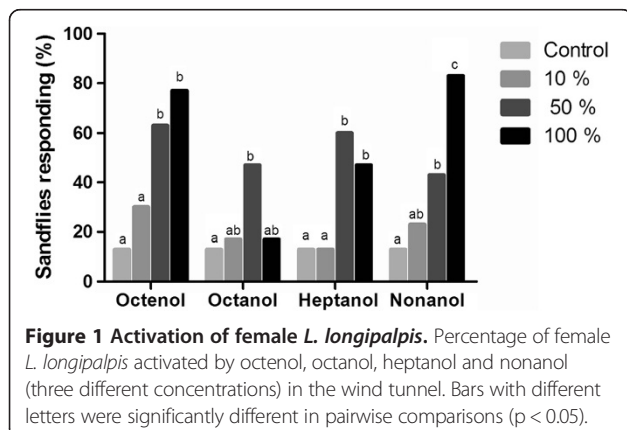 Sandflies responding (%)
100
80
60
40
20
0
a
a
b
b
a
ab
b
ab
a
a
b
b
a
ab
b
c
Octenol
Octanol
Heptanol
Nonanol
Control
10 %
50 %
100 %
Figure 1 Activation of female L. longipalpis. Percentage of female
L. longipalpis activated by octenol, octanol, heptanol and nonanol
(three different concentrations) in the wind tunnel. Bars with different
letters were significantly different in pairwise comparisons (p < 0.05).